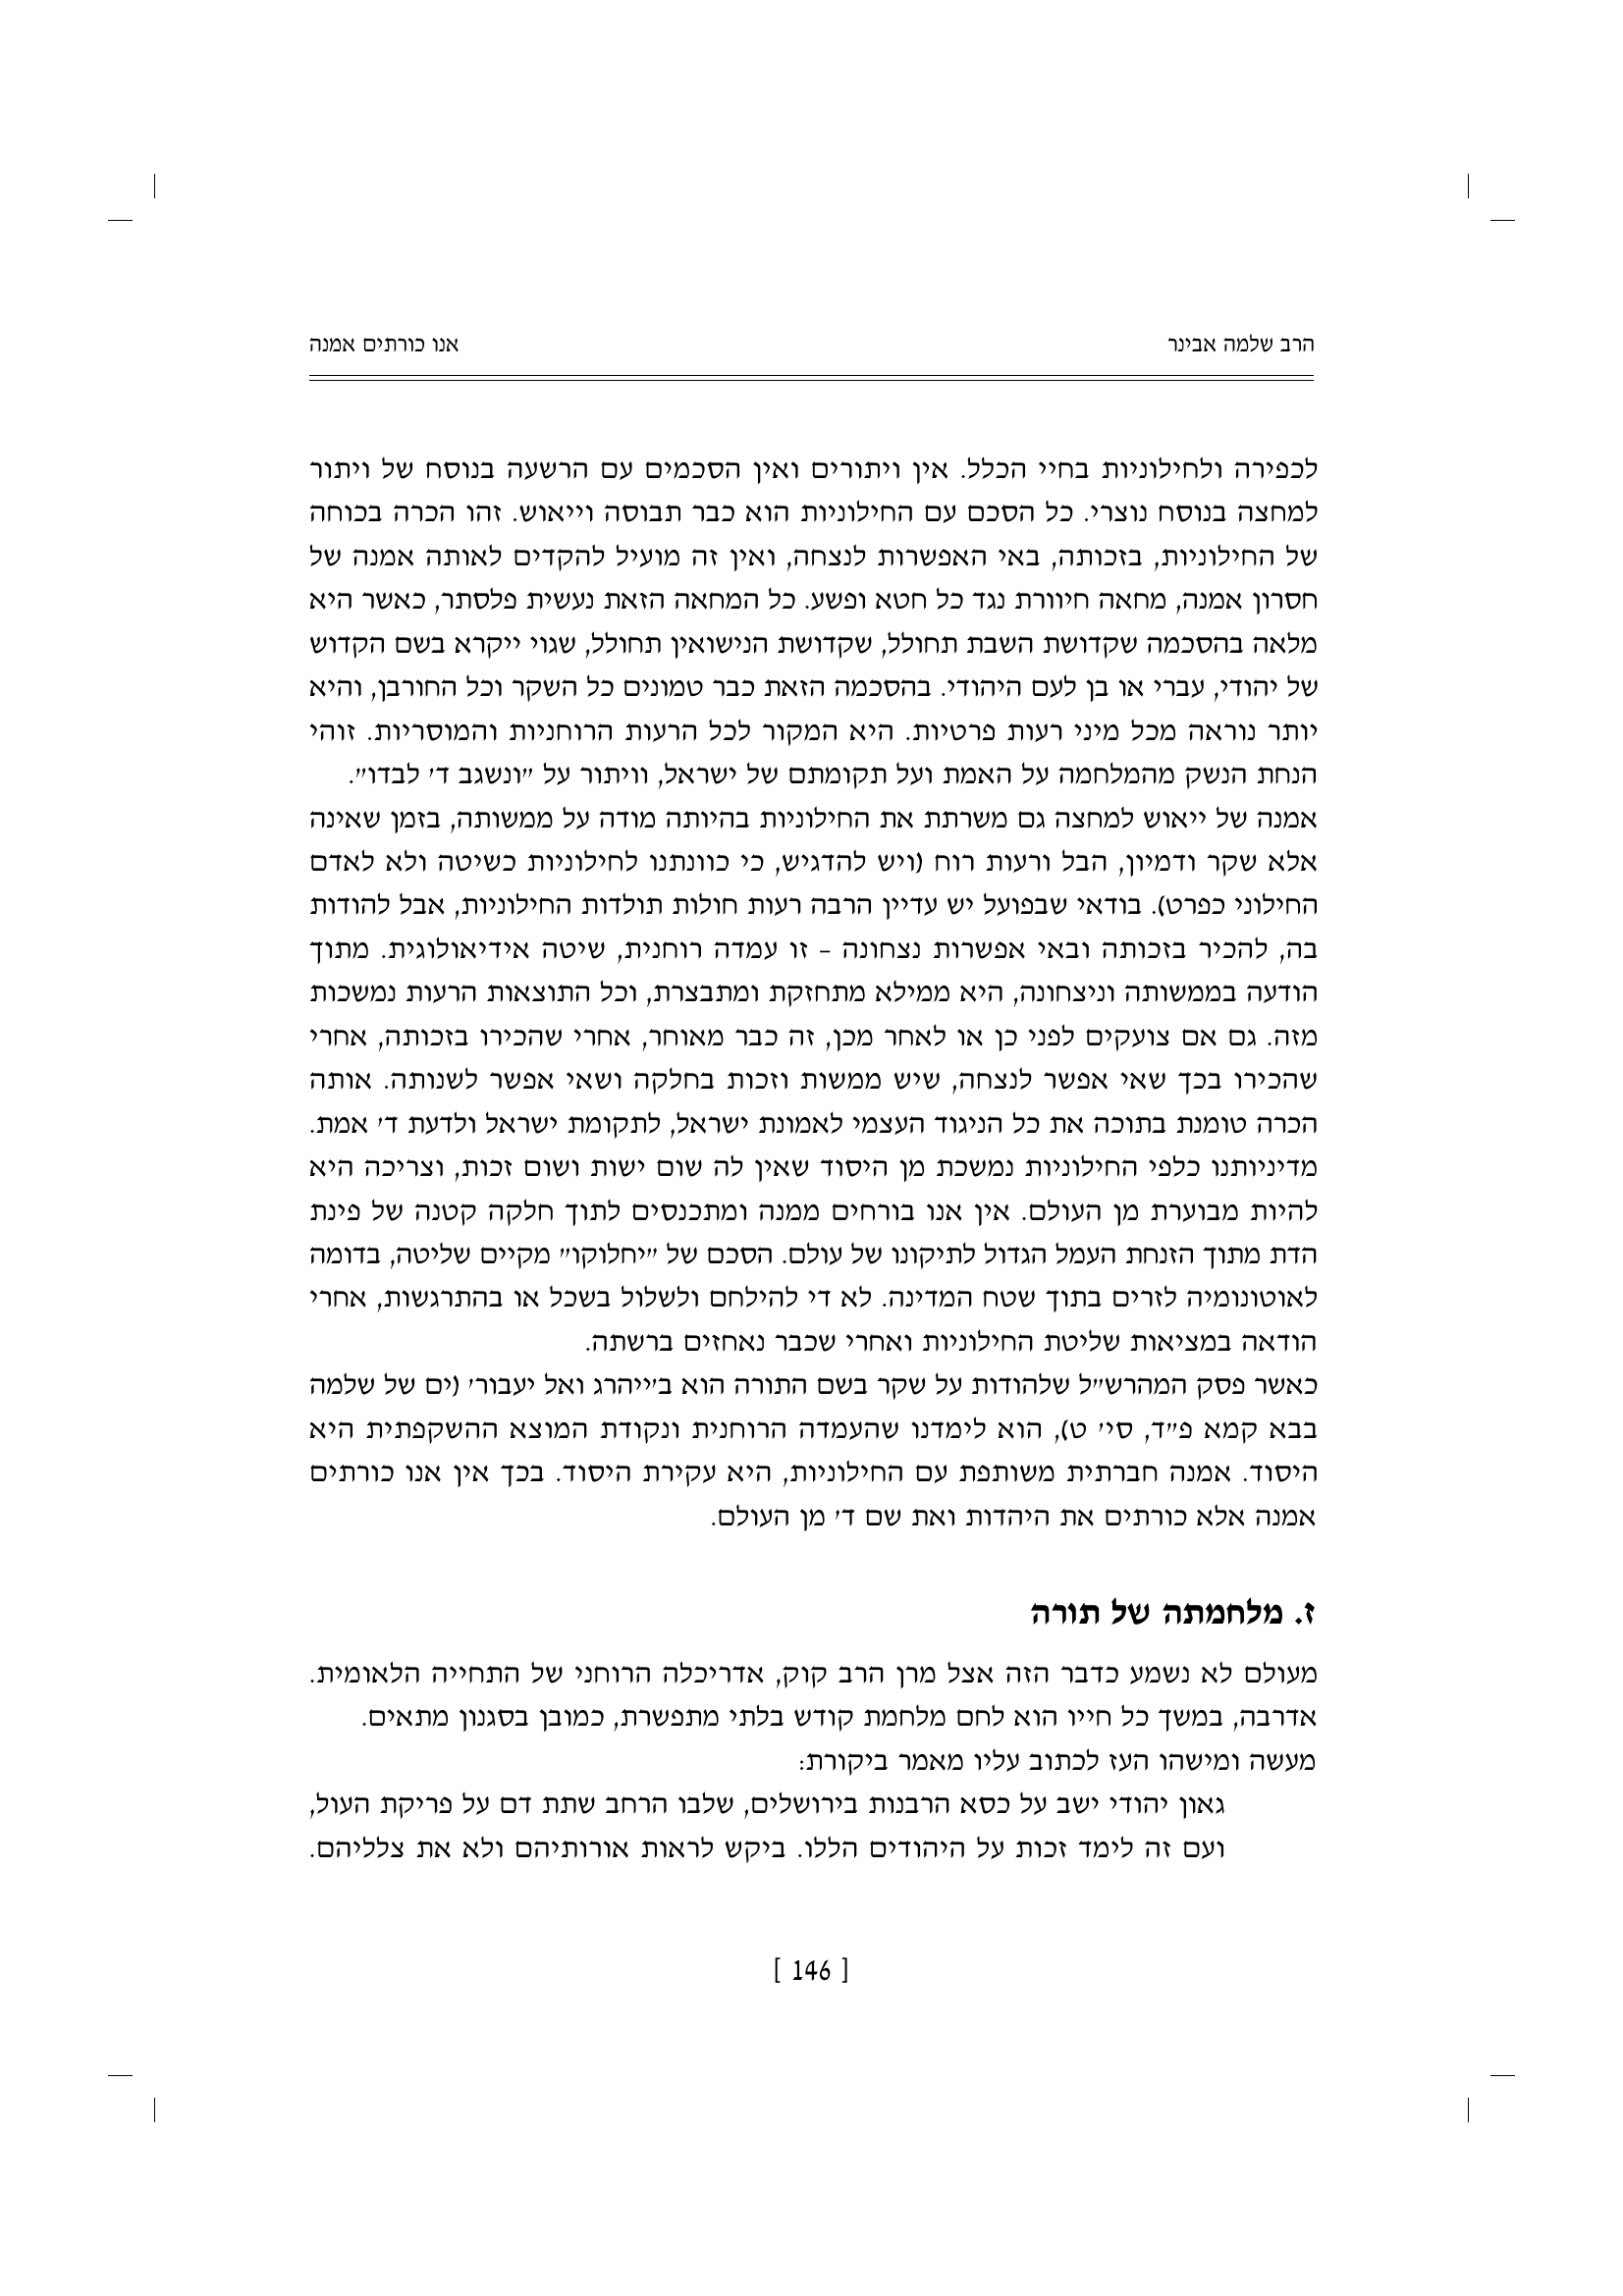 הרב שלמה אבינר
אנו כורתים אמנה
לכפירה ולחילוניות בחיי הכלל. אין ויתורים ואין הסכמים עם הרשעה בנוסח של ויתור
למחצה בנוסח נוצרי. כל הסכם עם החילוניות הוא כבר תבוסה וייאוש. זהו הכרה בכוחה
של החילוניות, בזכותה, באי האפשרות לנצחה, ואין זה מועיל להקדים לאותה אמנה של
חסרון אמנה, מחאה חיוורת נגד כל חטא ופשע. כל המחאה הזאת נעשית פלסתר, כאשר היא
מלאה בהסכמה שקדושת השבת תחולל, שקדושת הנישואין תחולל, שגוי ייקרא בשם הקדוש
של יהודי, עברי או בן לעם היהודי. בהסכמה הזאת כבר טמונים כל השקר וכל החורבן, והיא
יותר נוראה מכל מיני רעות פרטיות. היא המקור לכל הרעות הרוחניות והמוסריות. זוהי
הנחת הנשק מהמלחמה על האמת ועל תקומתם של ישראל, וויתור על ״ונשגב ד׳ לבדו״.
אמנה של ייאוש למחצה גם משרתת את החילוניות בהיותה מודה על ממשותה, בזמן שאינה
אלא שקר ודמיון, הבל ורעות רוח (ויש להדגיש, כי כוונתנו לחילוניות כשיטה ולא לאדם
החילוני כפרט). בודאי שבפועל יש עדיין הרבה רעות חולות תולדות החילוניות, אבל להודות
בה, להכיר בזכותה ובאי אפשרות נצחונה – זו עמדה רוחנית, שיטה אידיאולוגית. מתוך
הודעה בממשותה וניצחונה, היא ממילא מתחזקת ומתבצרת, וכל התוצאות הרעות נמשכות
מזה. גם אם צועקים לפני כן או לאחר מכן, זה כבר מאוחר, אחרי שהכירו בזכותה, אחרי
שהכירו בכך שאי אפשר לנצחה, שיש ממשות וזכות בחלקה ושאי אפשר לשנותה. אותה
הכרה טומנת בתוכה את כל הניגוד העצמי לאמונת ישראל, לתקומת ישראל ולדעת ד׳ אמת.
מדיניותנו כלפי החילוניות נמשכת מן היסוד שאין לה שום ישות ושום זכות, וצריכה היא
להיות מבוערת מן העולם. אין אנו בורחים ממנה ומתכנסים לתוך חלקה קטנה של פינת
הדת מתוך הזנחת העמל הגדול לתיקונו של עולם. הסכם של ״יחלוקו״ מקיים שליטה, בדומה
לאוטונומיה לזרים בתוך שטח המדינה. לא די להילחם ולשלול בשכל או בהתרגשות, אחרי
הודאה במציאות שליטת החילוניות ואחרי שכבר נאחזים ברשתה.
כאשר פסק המהרש״ל שלהודות על שקר בשם התורה הוא ב׳ייהרג ואל יעבור׳ (ים של שלמה
בבא קמא פ״ד, סי׳ ט), הוא לימדנו שהעמדה הרוחנית ונקודת המוצא ההשקפתית היא
היסוד. אמנה חברתית משותפת עם החילוניות, היא עקירת היסוד. בכך אין אנו כורתים
אמנה אלא כורתים את היהדות ואת שם ד׳ מן העולם.
ז. מלחמתה של תורה
מעולם לא נשמע כדבר הזה אצל מרן הרב קוק, אדריכלה הרוחני של התחייה הלאומית.
אדרבה, במשך כל חייו הוא לחם מלחמת קודש בלתי מתפשרת, כמובן בסגנון מתאים.
מעשה ומישהו העז לכתוב עליו מאמר ביקורת:
גאון יהודי ישב על כסא הרבנות בירושלים, שלבו הרחב שתת דם על פריקת העול,
ועם זה לימד זכות על היהודים הללו. ביקש לראות אורותיהם ולא את צלליהם.
[ 146 ]